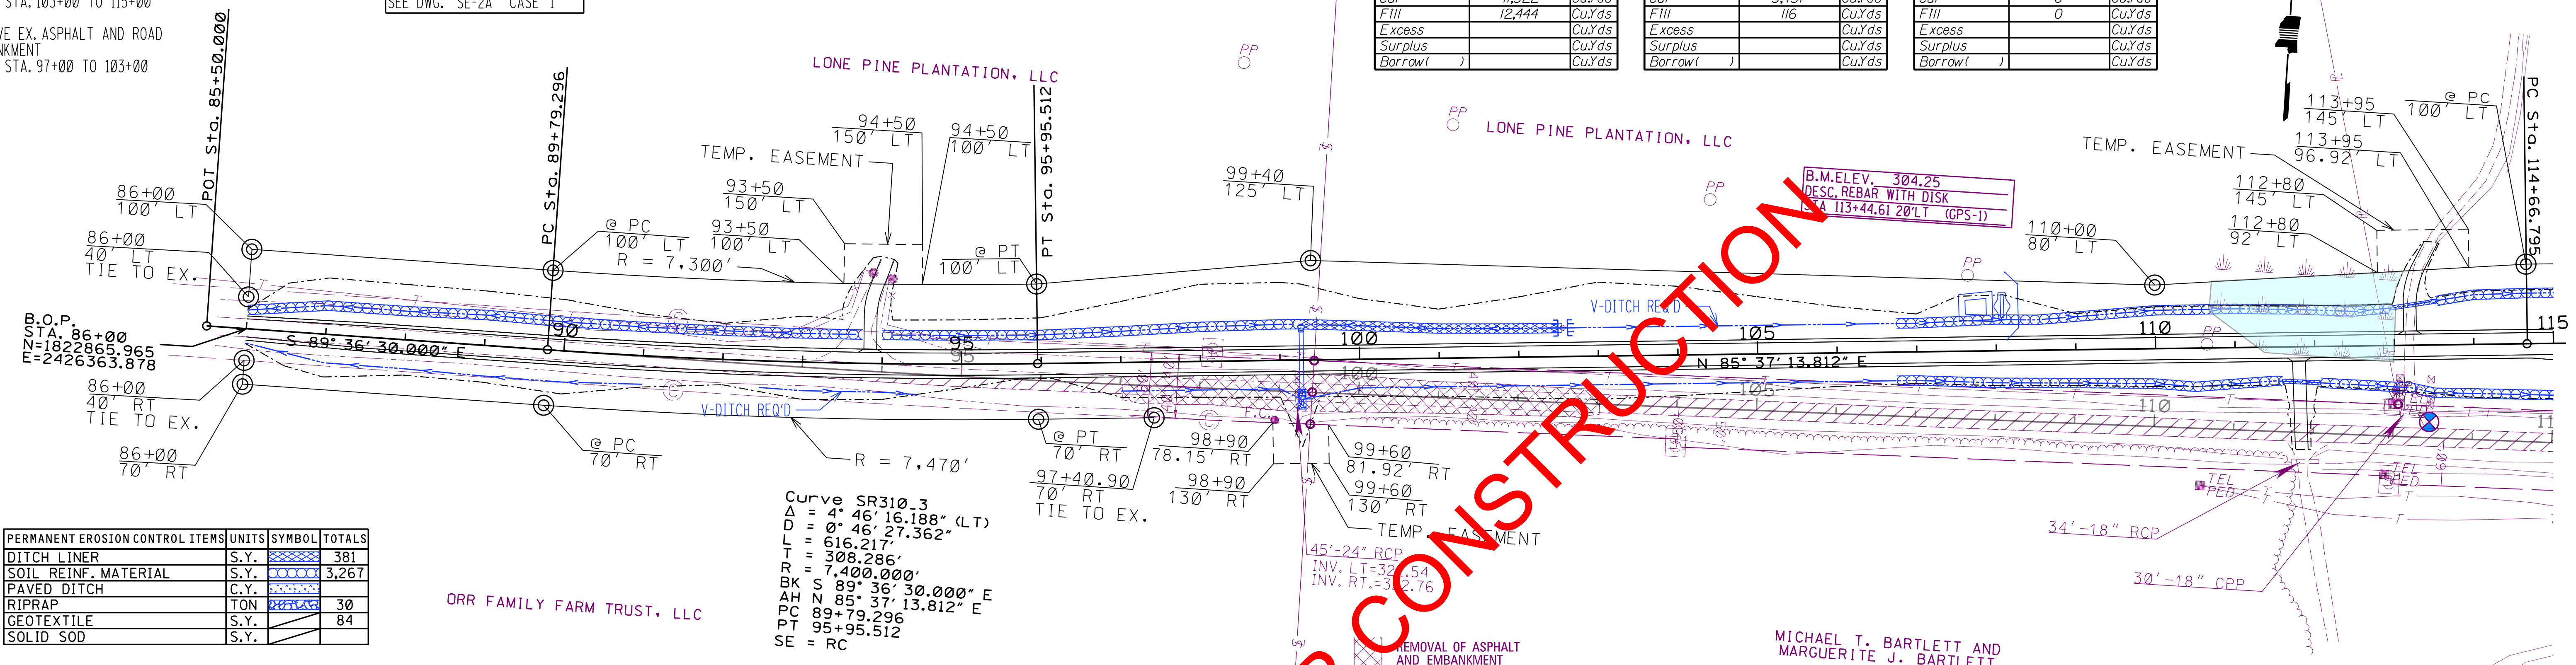 STA. 103+00 TO 115+00
VE EX. ASPHALT AND ROAD
NKMENT
STA. 97+00 TO 103+00
SEE DWG. SE-2A CASE 1
Fill 12,444 Cu.Yds
Excess Cu.Yds
Surplus Cu.Yds
Borrow( ) Cu.Yds
Fill 116 Cu.Yds
Excess Cu.Yds
Surplus Cu.Yds
Borrow( ) Cu.Yds
Fill 0 Cu.Yds
Excess Cu.Yds
Surplus Cu.Yds
Borrow( ) Cu.Yds
POT Sta. 85+50.000
PC Sta. 89+79.296
PT Sta. 95+95.512
PC Sta. 114+66.795
LONE PINE PLANTATION, LLC
LONE PINE PLANTATION, LLC
PP
PP
PP
PP
PP
86+00
100' LT
86+00
40' LT
TIE TO EX.
TEMP. EASEMENT
94+50
150' LT
94+50
100' LT
93+50
150' LT
93+50
100' LT
@ PC
100' LT
R = 7,300'
@ PT
100' LT
99+40
125' LT
B.M.ELEV. 304.25
DESC. REBAR WITH DISK
STA 113+44.61 20'LT (GPS-1)
110+00
80' LT
TEMP. EASEMENT
113+95
145' LT
113+95
96.92' LT
112+80
145' LT
112+80
92' LT
@ PC
100' LT
B.O.P.
STA. 86+00
N=1822865.965
E=2426363.878
S 89° 36' 30.000" E
N 85° 37' 13.812" E
90
95
95
100
100
105
105
110
110
115
V-DITCH REQ'D
V-DITCH REQ'D
86+00
40' RT
TIE TO EX.
86+00
70' RT
@ PC
70' RT
R = 7,470'
@ PT
70' RT
97+40.90
70' RT
TIE TO EX.
F.C.
98+90
78.15' RT
98+90
130' RT
99+60
81.92' RT
99+60
130' RT
TEMP. EASEMENT
45'-24" RCP
INV. RT.=322.76
TEL
PED
TEL
PED
34'-18" RCP
30'-18" CPP
Curve SR310_3
Δ = 4° 46' 16.188" (LT)
D = 0° 46' 27.362"
L = 616.217'
T = 308.286'
R = 7,400.000'
BK S 89° 36' 30.000" E
AH N 85° 37' 13.812" E
PC 89+79.296
PT 95+95.512
SE = RC
PERMANENT EROSION CONTROL ITEMS UNITS SYMBOL TOTALS
DITCH LINER S.Y. 381
SOIL REINF. MATERIAL S.Y. 3,267
PAVED DITCH C.Y.
RIPRAP TON 30
GEOTEXTILE S.Y. 84
SOLID SOD S.Y.
ORR FAMILY FARM TRUST, LLC
REMOVAL OF ASPHALT
AND EMBANKMENT
MICHAEL T. BARTLETT AND
MARGUERITE J. BARTLETT
CONSTRUCTION